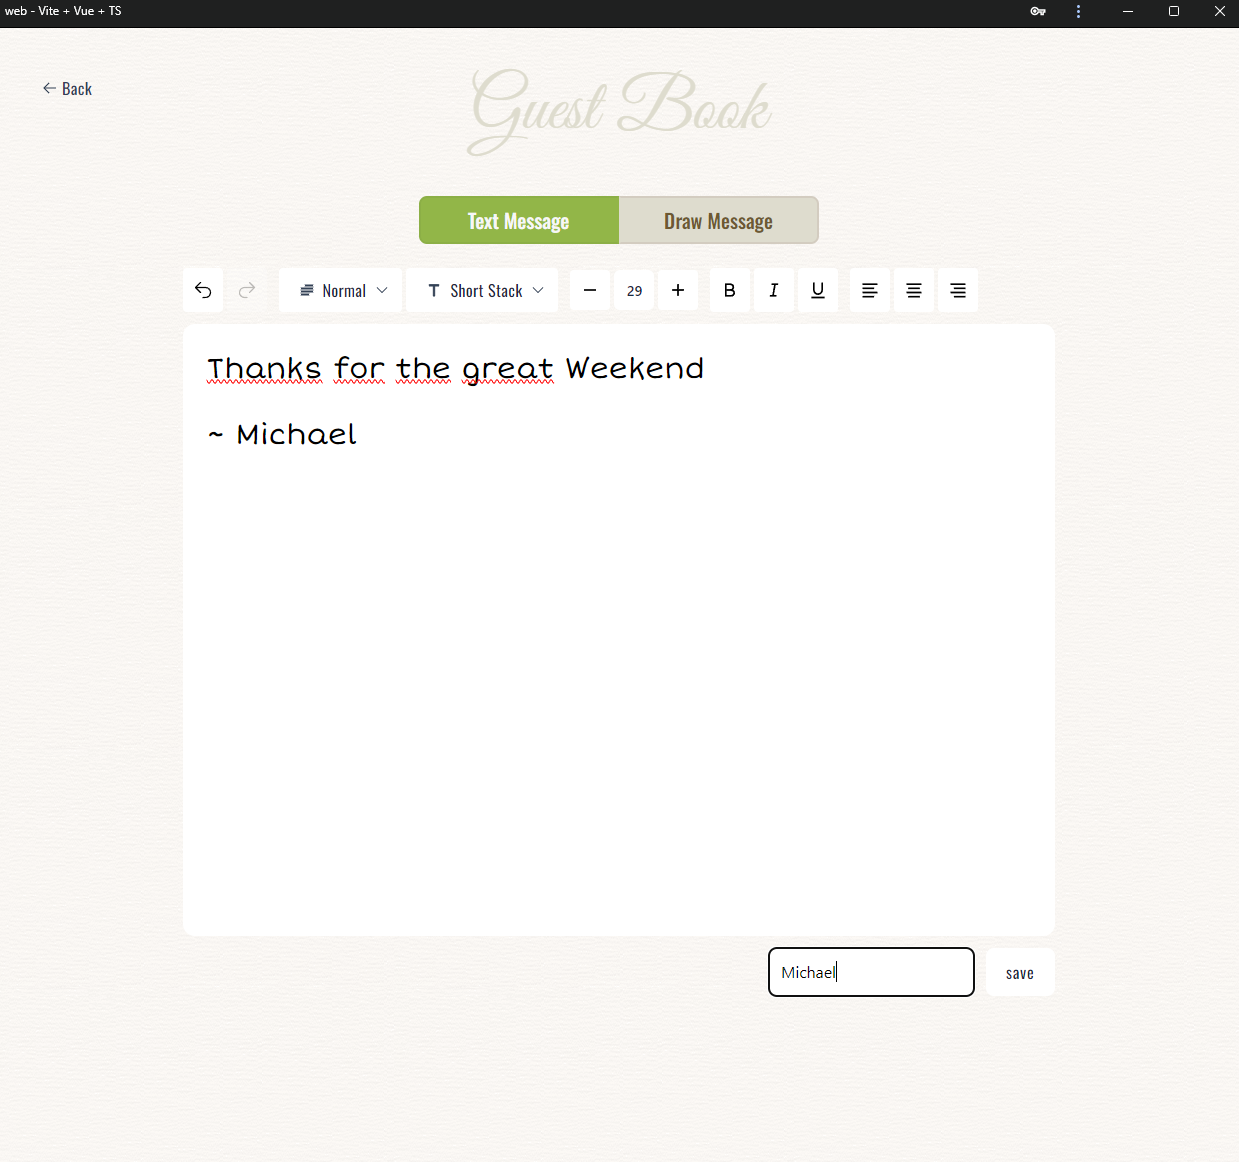 web - Vite + Vue + TS
Back
Guest Book
Text Message
Draw Message
Normal
Short Stack
29
B
I
U
Thanks for the great Weekend
~ Michael
Michael
save